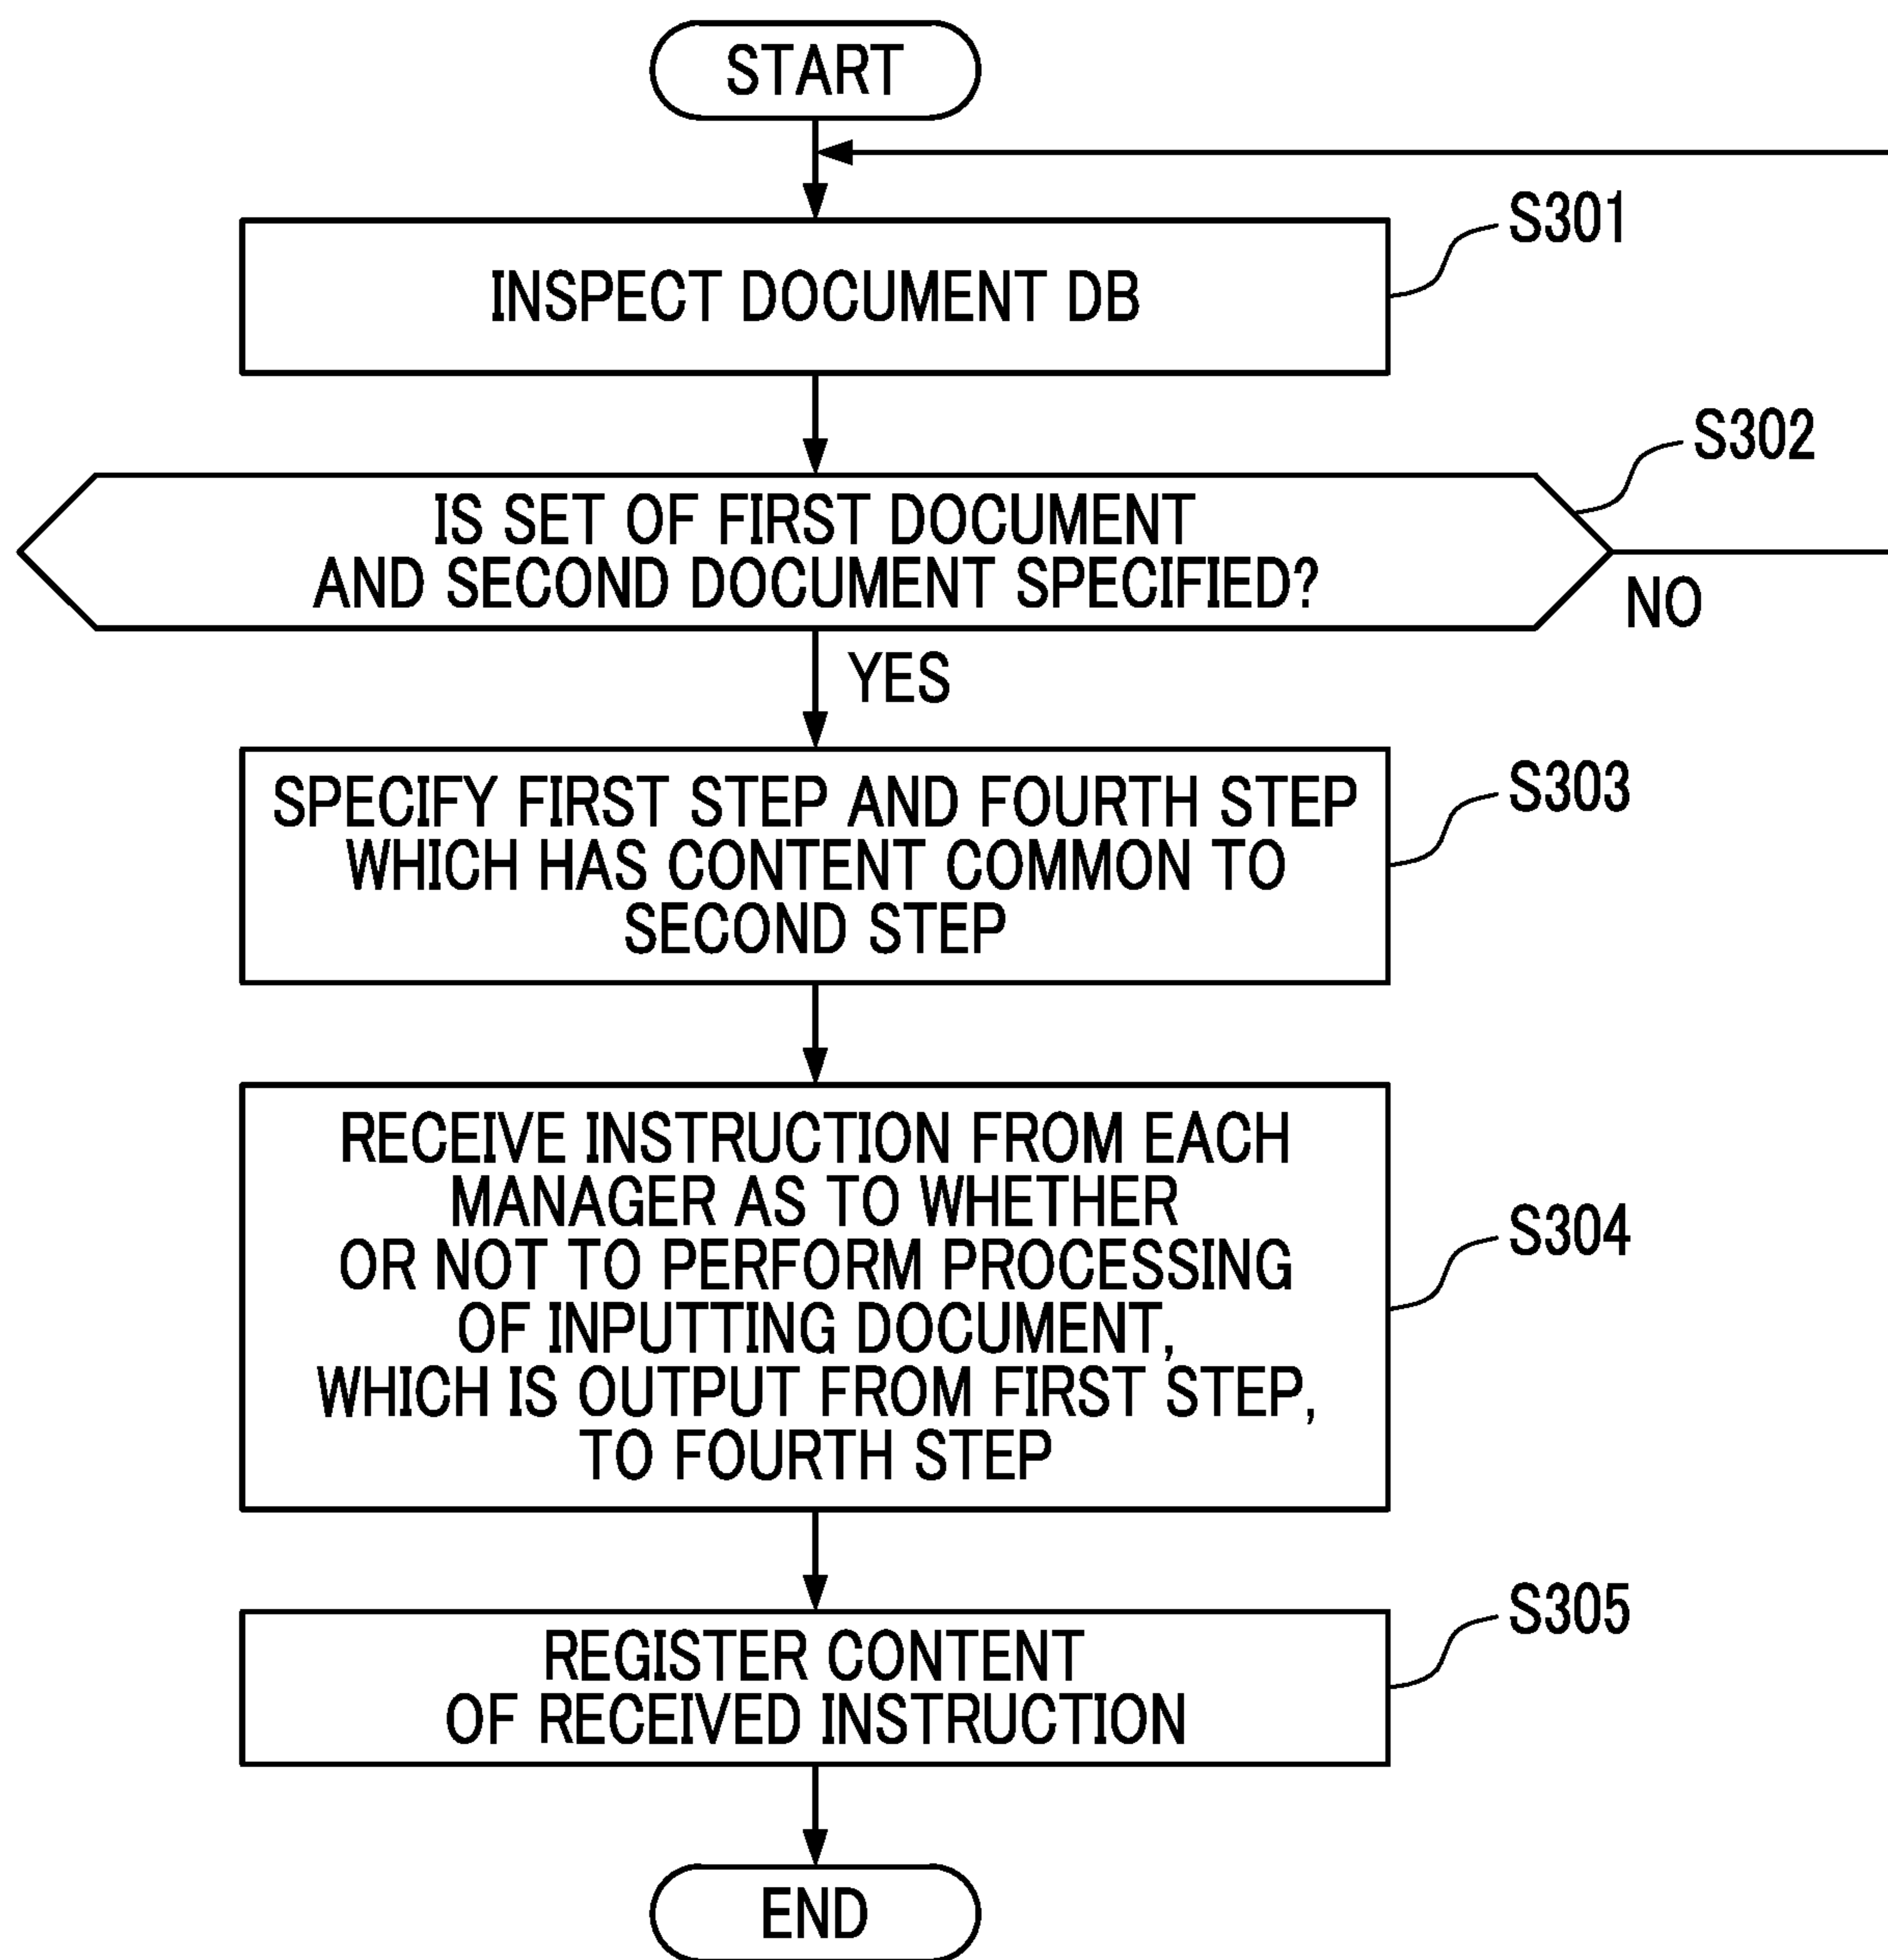 START
S301
INSPECT DOCUMENT DB
S302
IS SET OF FIRST DOCUMENT
AND SECOND DOCUMENT SPECIFIED?
NO
YES
S303
SPECIFY FIRST STEP AND FOURTH STEP
WHICH HAS CONTENT COMMON TO
SECOND STEP
S304
RECEIVE INSTRUCTION FROM EACH
MANAGER AS TO WHETHER
OR NOT TO PERFORM PROCESSING
OF INPUTTING DOCUMENT,
WHICH IS OUTPUT FROM FIRST STEP,
TO FOURTH STEP
S305
REGISTER CONTENT
OF RECEIVED INSTRUCTION
END